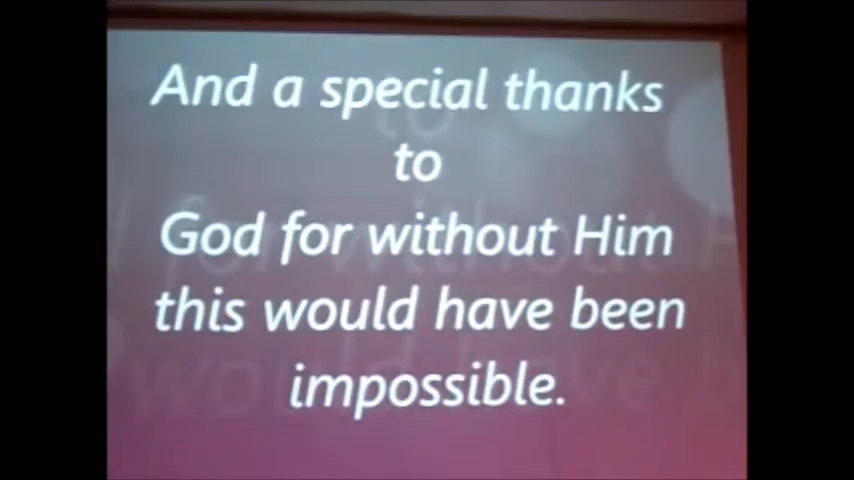 And a special thanks
to
God for without Him
this would have been
impossible.